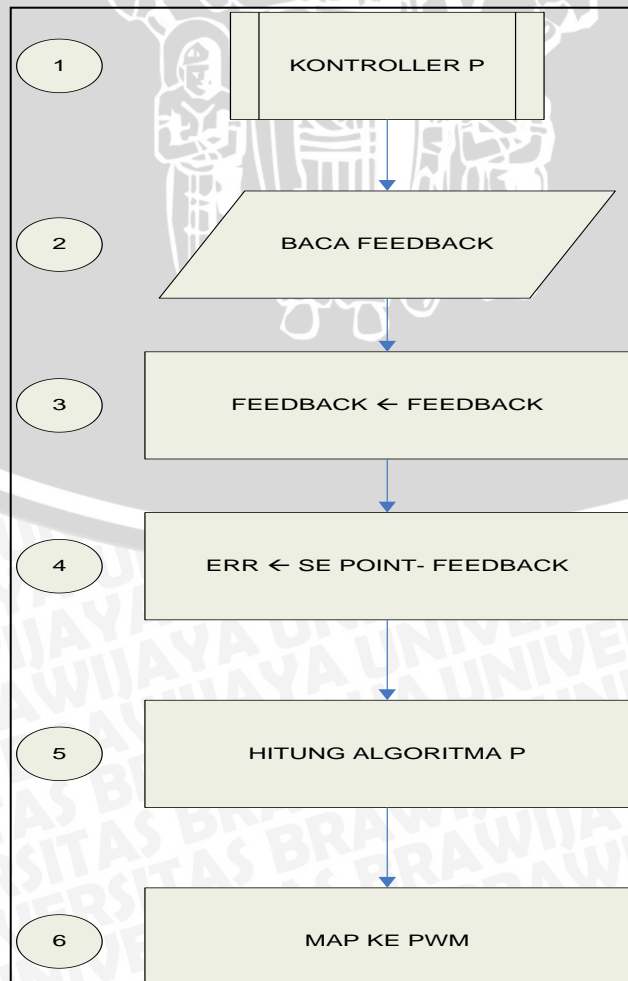 1
KONTROLLER P
2
BACA FEEDBACK
3
FEEDBACK ← FEEDBACK
4
ERR ← SE POINT- FEEDBACK
5
HITUNG ALGORITMA P
6
MAP KE PWM